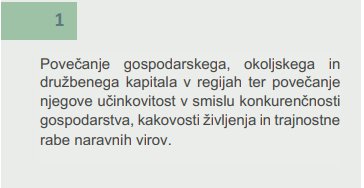 1
Povečanje gospodarskega, okoljskega in
družbenega kapitala v regijah ter povečanje
njegove učinkovitost v smislu konkurenčnosti
gospodarstva, kakovosti življenja in trajnostne
rabe naravnih virov.